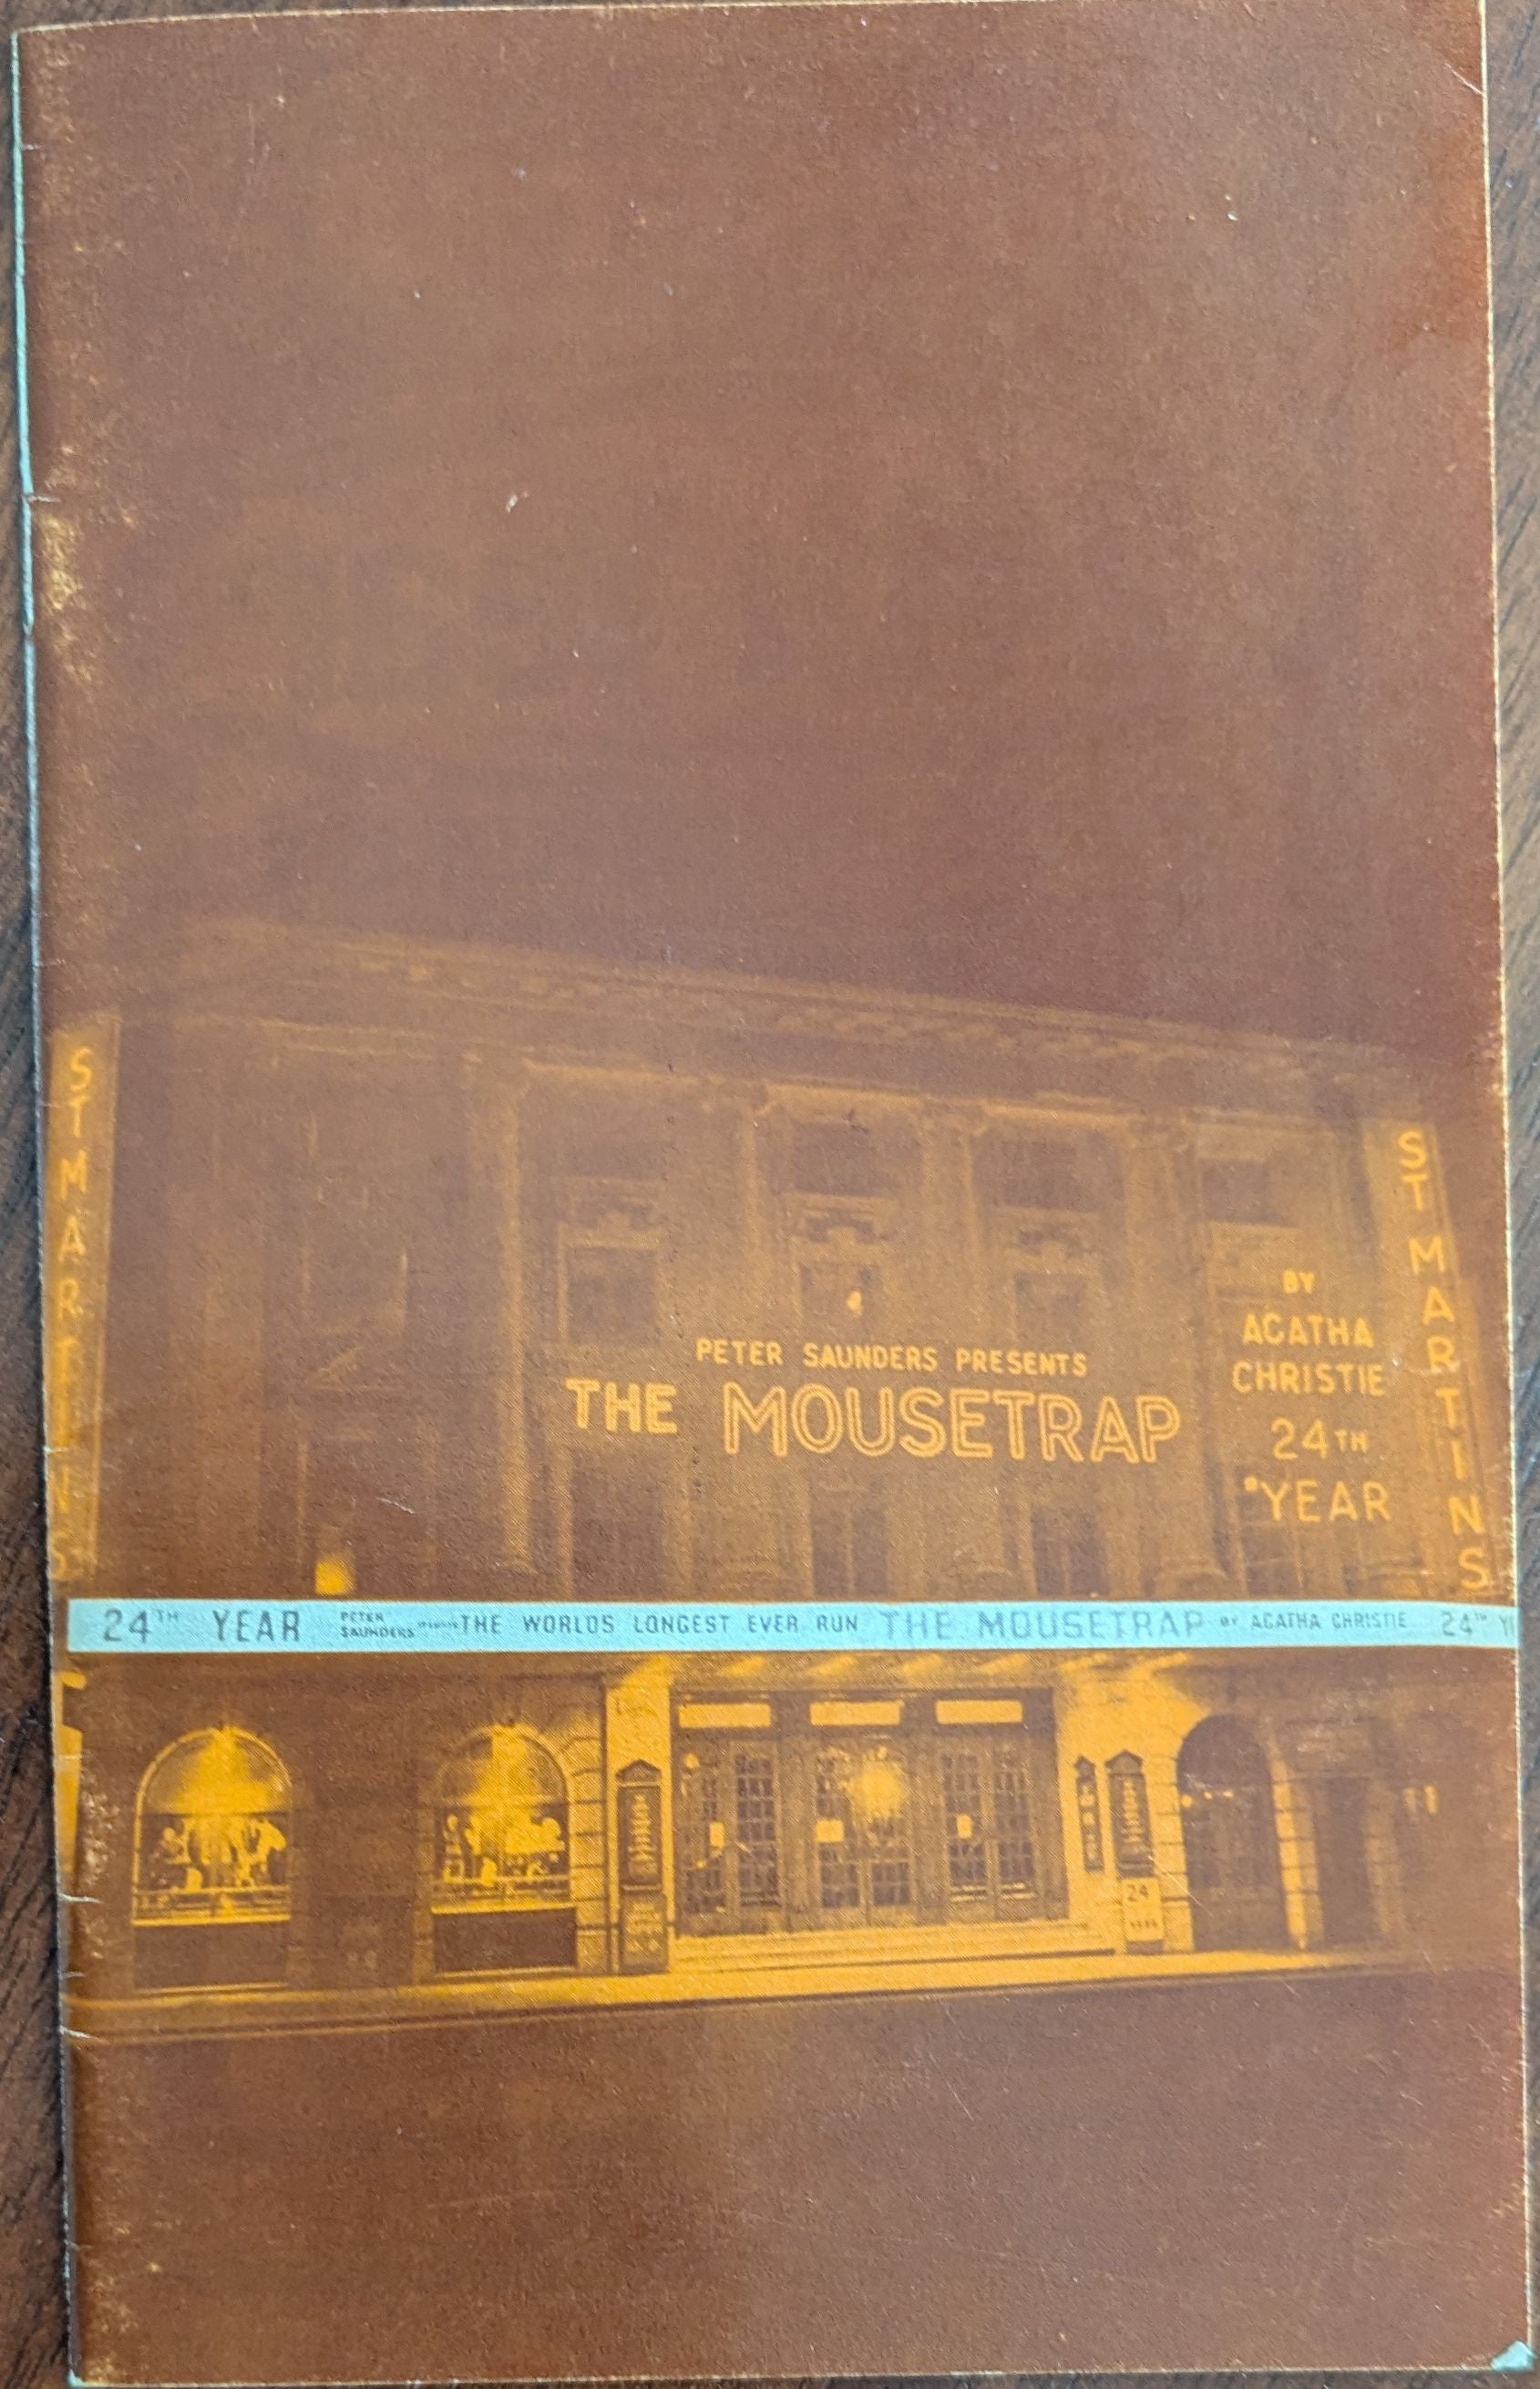 ST MARTINS
PETER SAUNDERS PRESENTS
THE MOUSETRAP
BY
AGATHA
CHRISTIE
24TH
YEAR
ST MARTINS
24TH YEAR PETER SAUNDERS THE WORLDS LONGEST EVER RUN THE MOUSETRAP BY AGATHA CHRISTIE 24TH
24